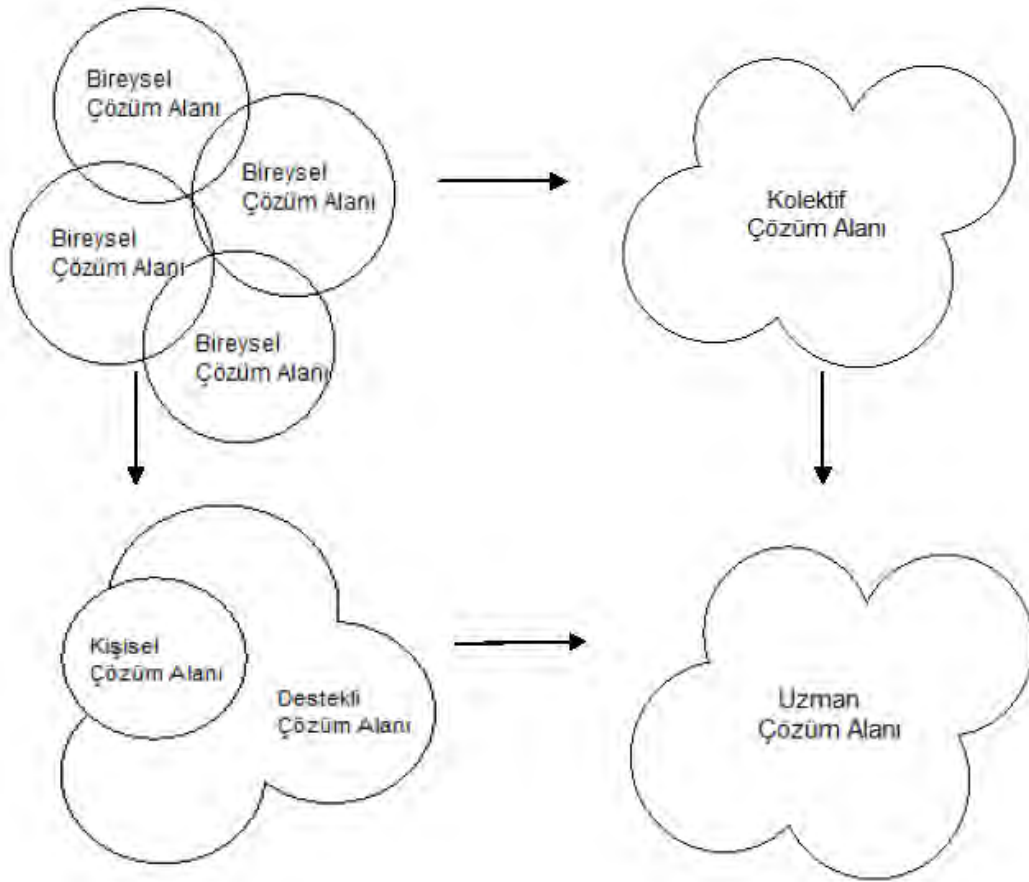 Bireysel
Çözüm Alanı
Bireysel
Çözüm Alanı
Bireysel
Çözüm Alanı
Bireysel
Çözüm Alanı
Kolektif
Çözüm Alanı
Kişisel
Çözüm Alanı
Destekli
Çözüm Alanı
Uzman
Çözüm Alanı